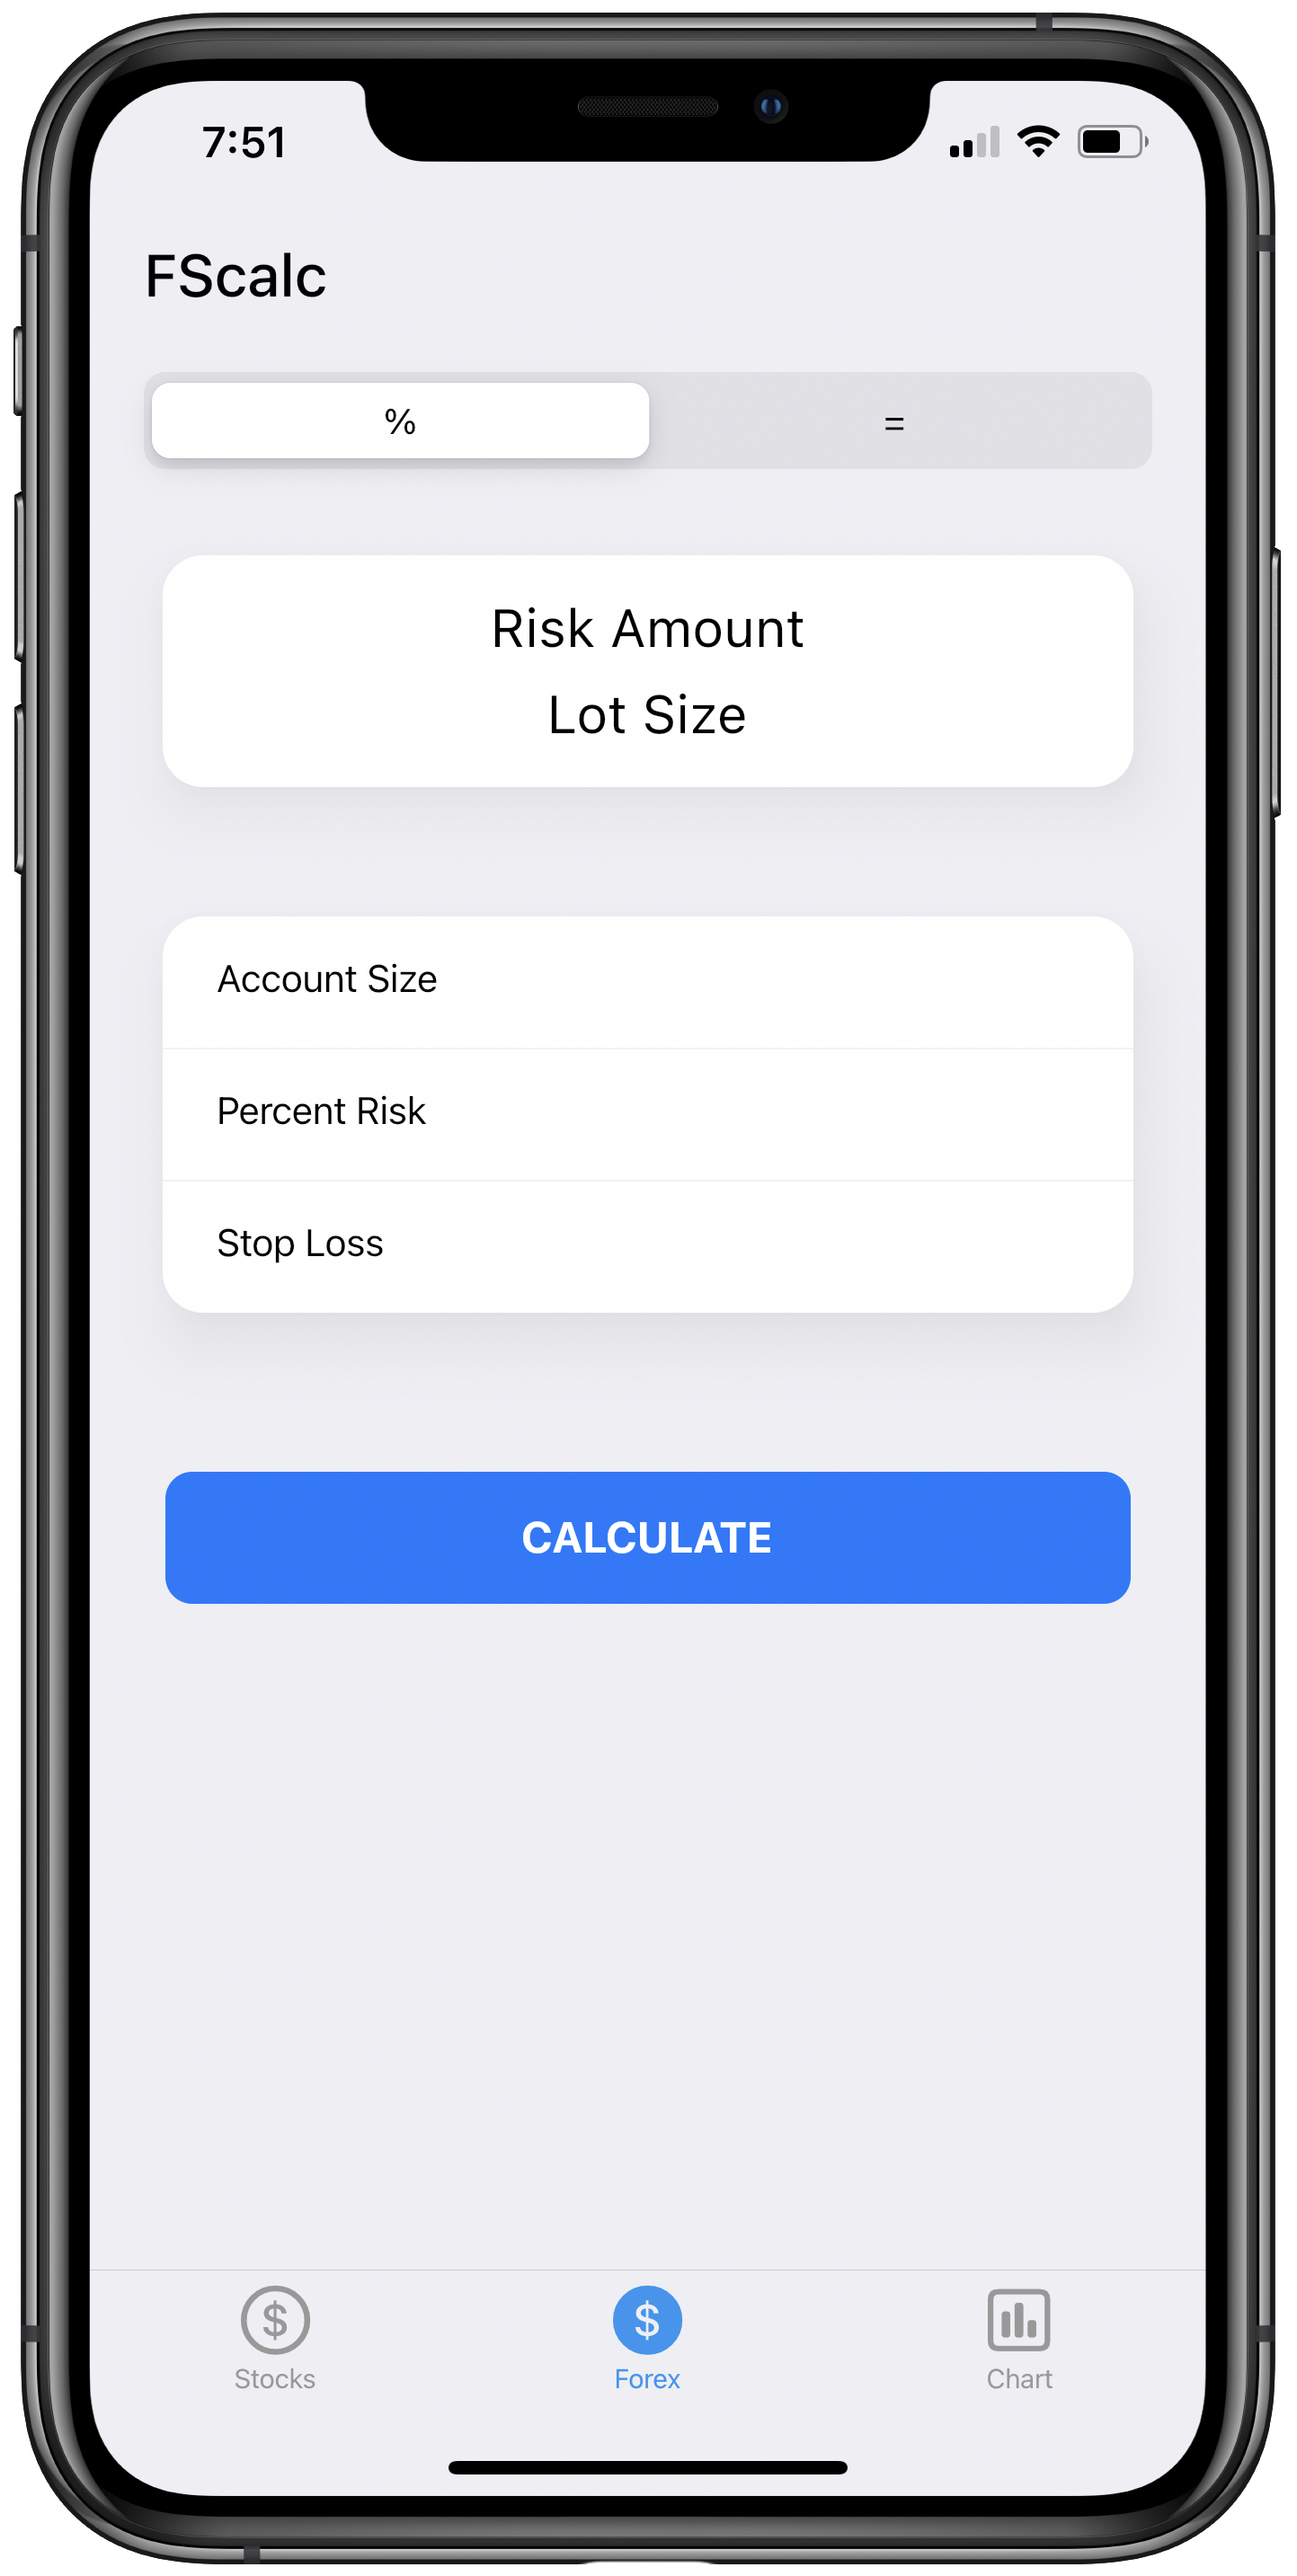 7:51
FScalc
% =
Risk Amount
Lot Size
Account Size
Percent Risk
Stop Loss
CALCULATE
$ $
Stocks Forex Chart